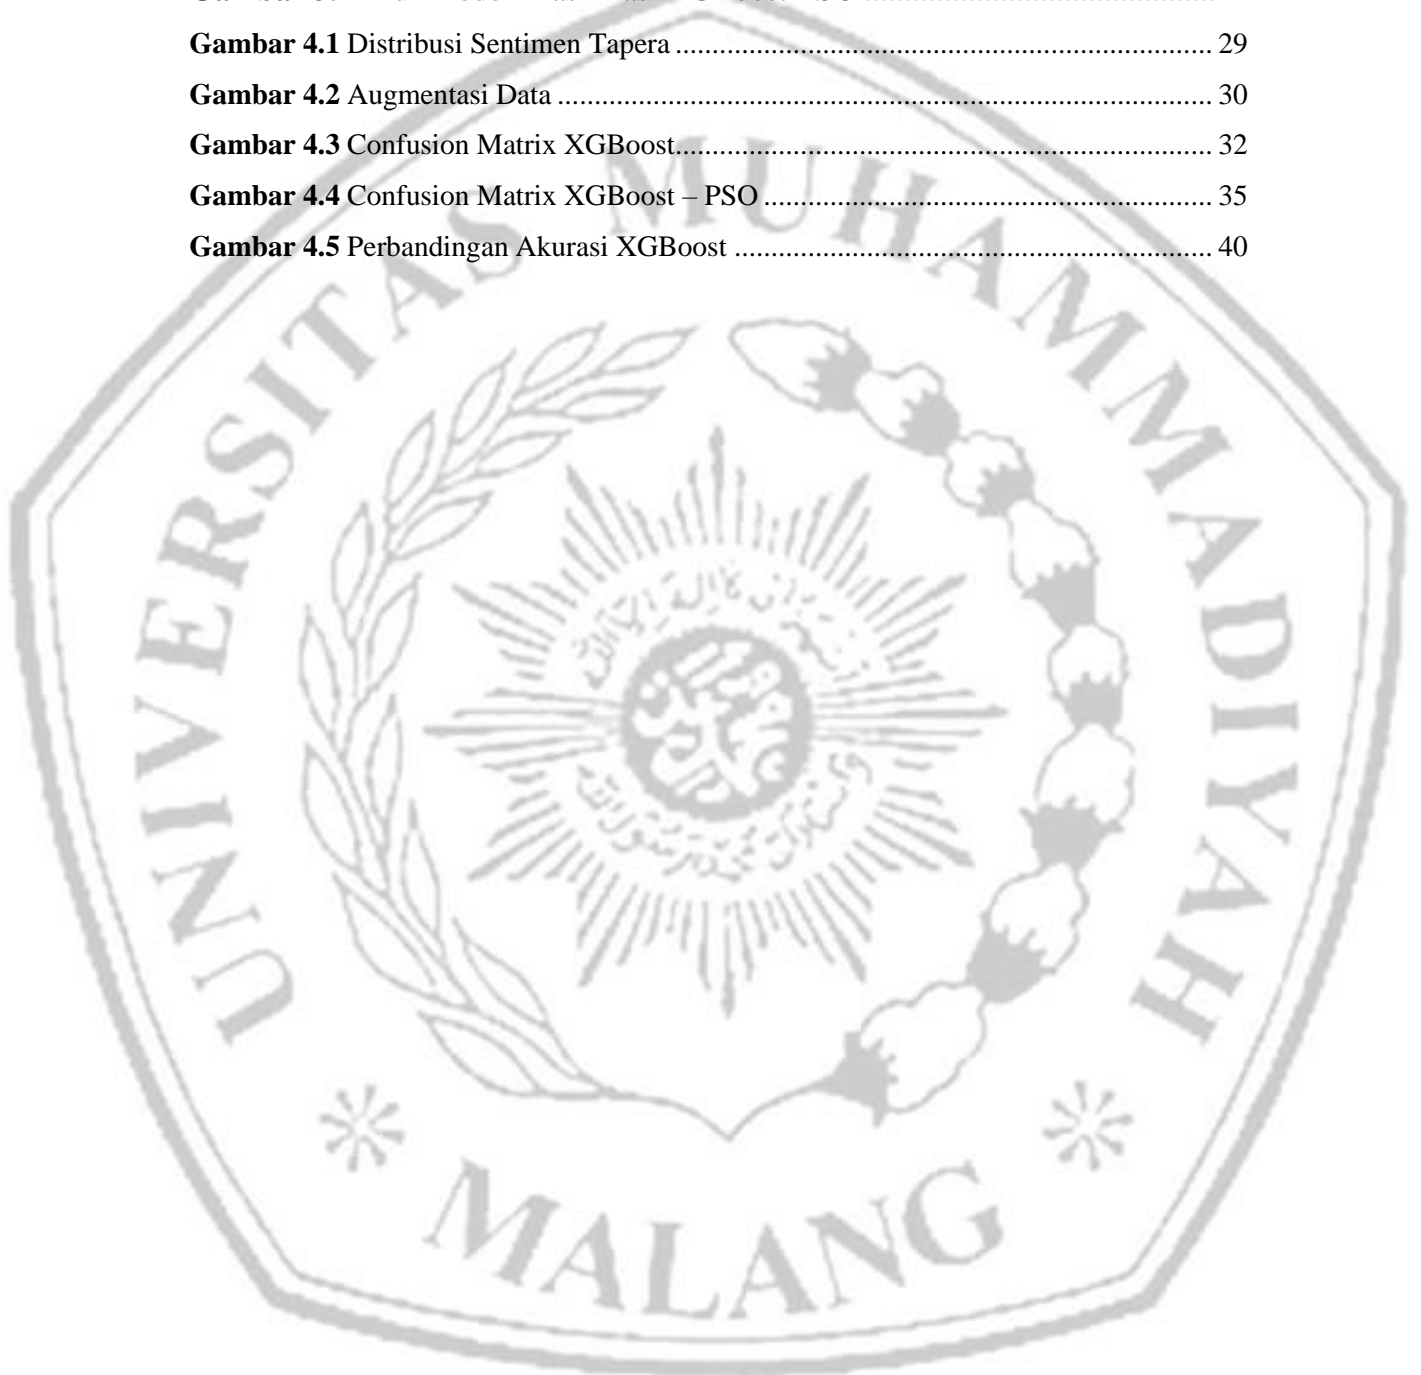 Gambar 4.1 Distribusi Sentimen Tapera ........................................................................ 29
Gambar 4.2 Augmentasi Data ........................................................................................ 30
Gambar 4.3 Confusion Matrix XGBoost........................................................................ 32
Gambar 4.4 Confusion Matrix XGBoost – PSO ............................................................ 35
Gambar 4.5 Perbandingan Akurasi XGBoost ................................................................ 40
UNIVERSITAS MUHAMMADIYAH
MALANG